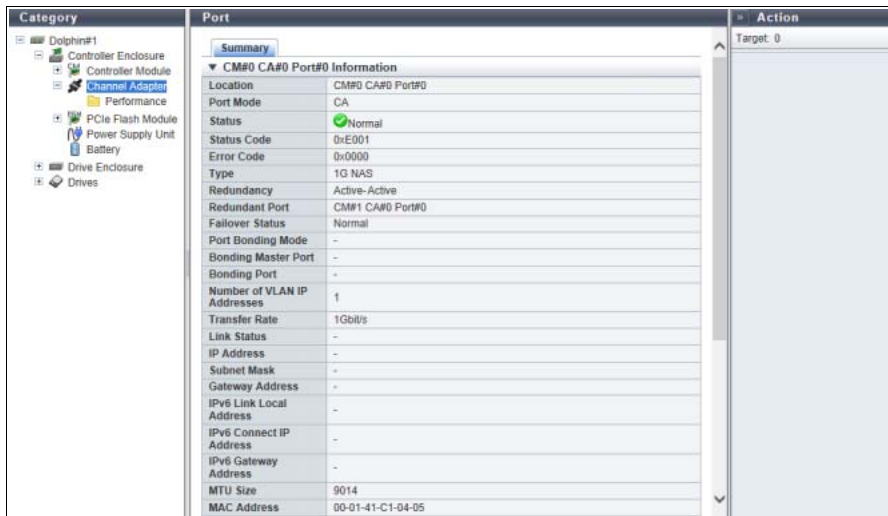 Category
Dolphin#1
Controller Enclosure
Controller Module
Channel Adapter
Performance
PCIe Flash Module
Power Supply Unit
Battery
Drive Enclosure
Drives
Port
Summary
▼ CM#0 CA#0 Port#0 Information
Location CM#0 CA#0 Port#0
Port Mode CA
Status Normal
Status Code 0xE001
Error Code 0x0000
Type 1G NAS
Redundancy Active-Active
Redundant Port CM#1 CA#0 Port#0
Failover Status Normal
Port Bonding Mode -
Bonding Master Port -
Bonding Port -
Number of VLAN IP
Addresses 1
Transfer Rate 1Gbit/s
Link Status -
IP Address -
Subnet Mask -
Gateway Address -
IPv6 Link Local
Address -
IPv6 Connect IP
Address -
IPv6 Gateway
Address -
MTU Size 9014
MAC Address 00-01-41-C1-04-05
» Action
Target: 0